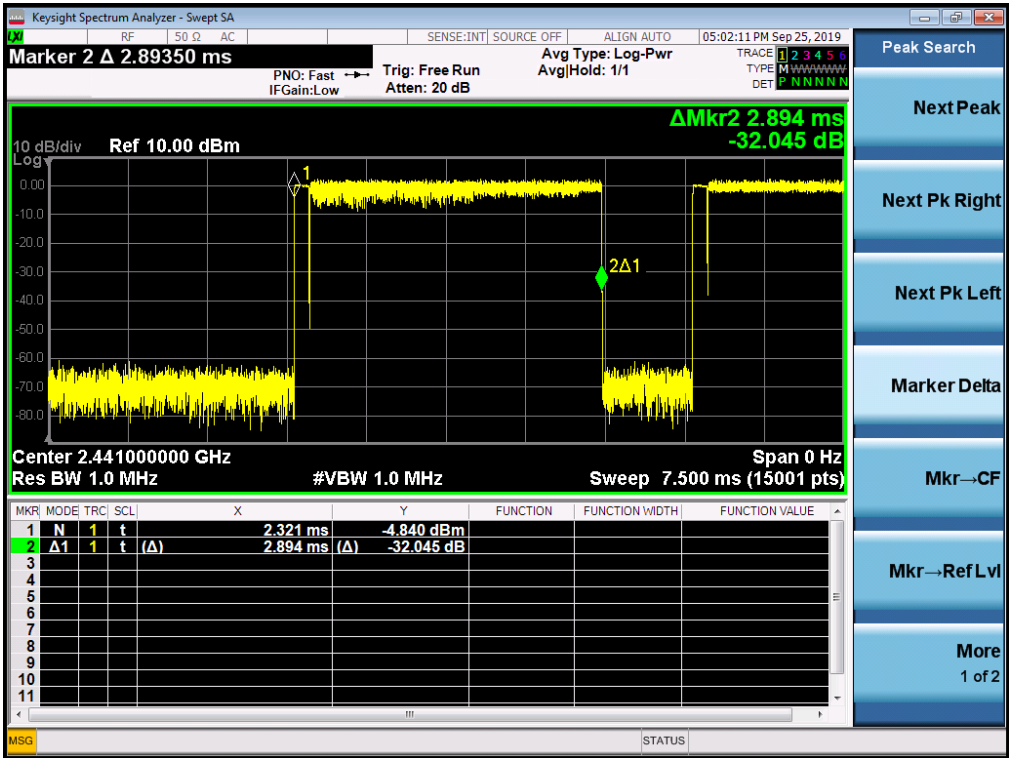 Keysight Spectrum Analyzer - Swept SA
LXI RF 50 Ω AC SENSE:INT SOURCE OFF ALIGN AUTO 05:02:11 PM Sep 25, 2019
Marker 2 Δ 2.89350 ms
PNO: Fast
IFGain:Low
Trig: Free Run
Atten: 20 dB
Avg Type: Log-Pwr
Avg|Hold: 1/1
TRACE 1 2 3 4 5 6
TYPE M W W W W W
DET P N N N N N
ΔMkr2 2.894 ms
-32.045 dB
10 dB/div Ref 10.00 dBm
Log
0.00
-10.0
-20.0
-30.0
-40.0
-50.0
-60.0
-70.0
-80.0
1
2Δ1
Center 2.441000000 GHz Span 0 Hz
Res BW 1.0 MHz #VBW 1.0 MHz Sweep 7.500 ms (15001 pts)
MKR MODE TRC SCL X Y FUNCTION FUNCTION WIDTH FUNCTION VALUE
1 N 1 t 2.321 ms -4.840 dBm
2 Δ1 1 t (Δ) 2.894 ms (Δ) -32.045 dB
3
4
5
6
7
8
9
10
11
MSG STATUS
Peak Search
Next Peak
Next Pk Right
Next Pk Left
Marker Delta
Mkr→CF
Mkr→Ref Lvl
More
1 of 2